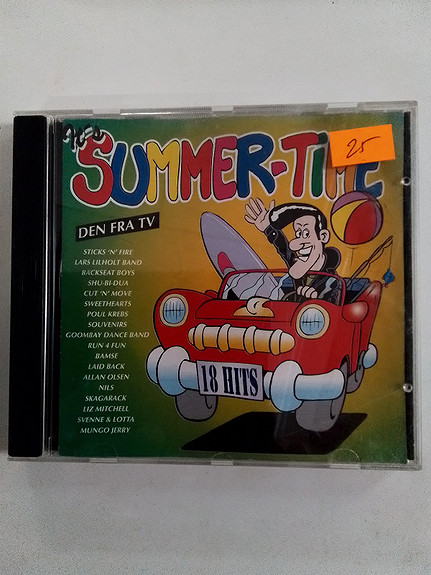 It's
SUMMER-TIME
25
DEN FRA TV
STICKS 'N' FIRE
LARS LILHOLT BAND
BACKSEAT BOYS
SHU-BI-DUA
CUT 'N' MOVE
SWEETHEARTS
POUL KREBS
SOUVENIRS
GOOMBAY DANCE BAND
RUN 4 FUN
BAMSE
LAID BACK
ALLAN OLSEN
NILS
SKAGARACK
LIZ MITCHELL
SVENNE & LOTTA
MUNGO JERRY
18 HITS